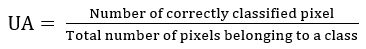 UA = Number of correctly classified pixel / Total number of pixels belonging to a class